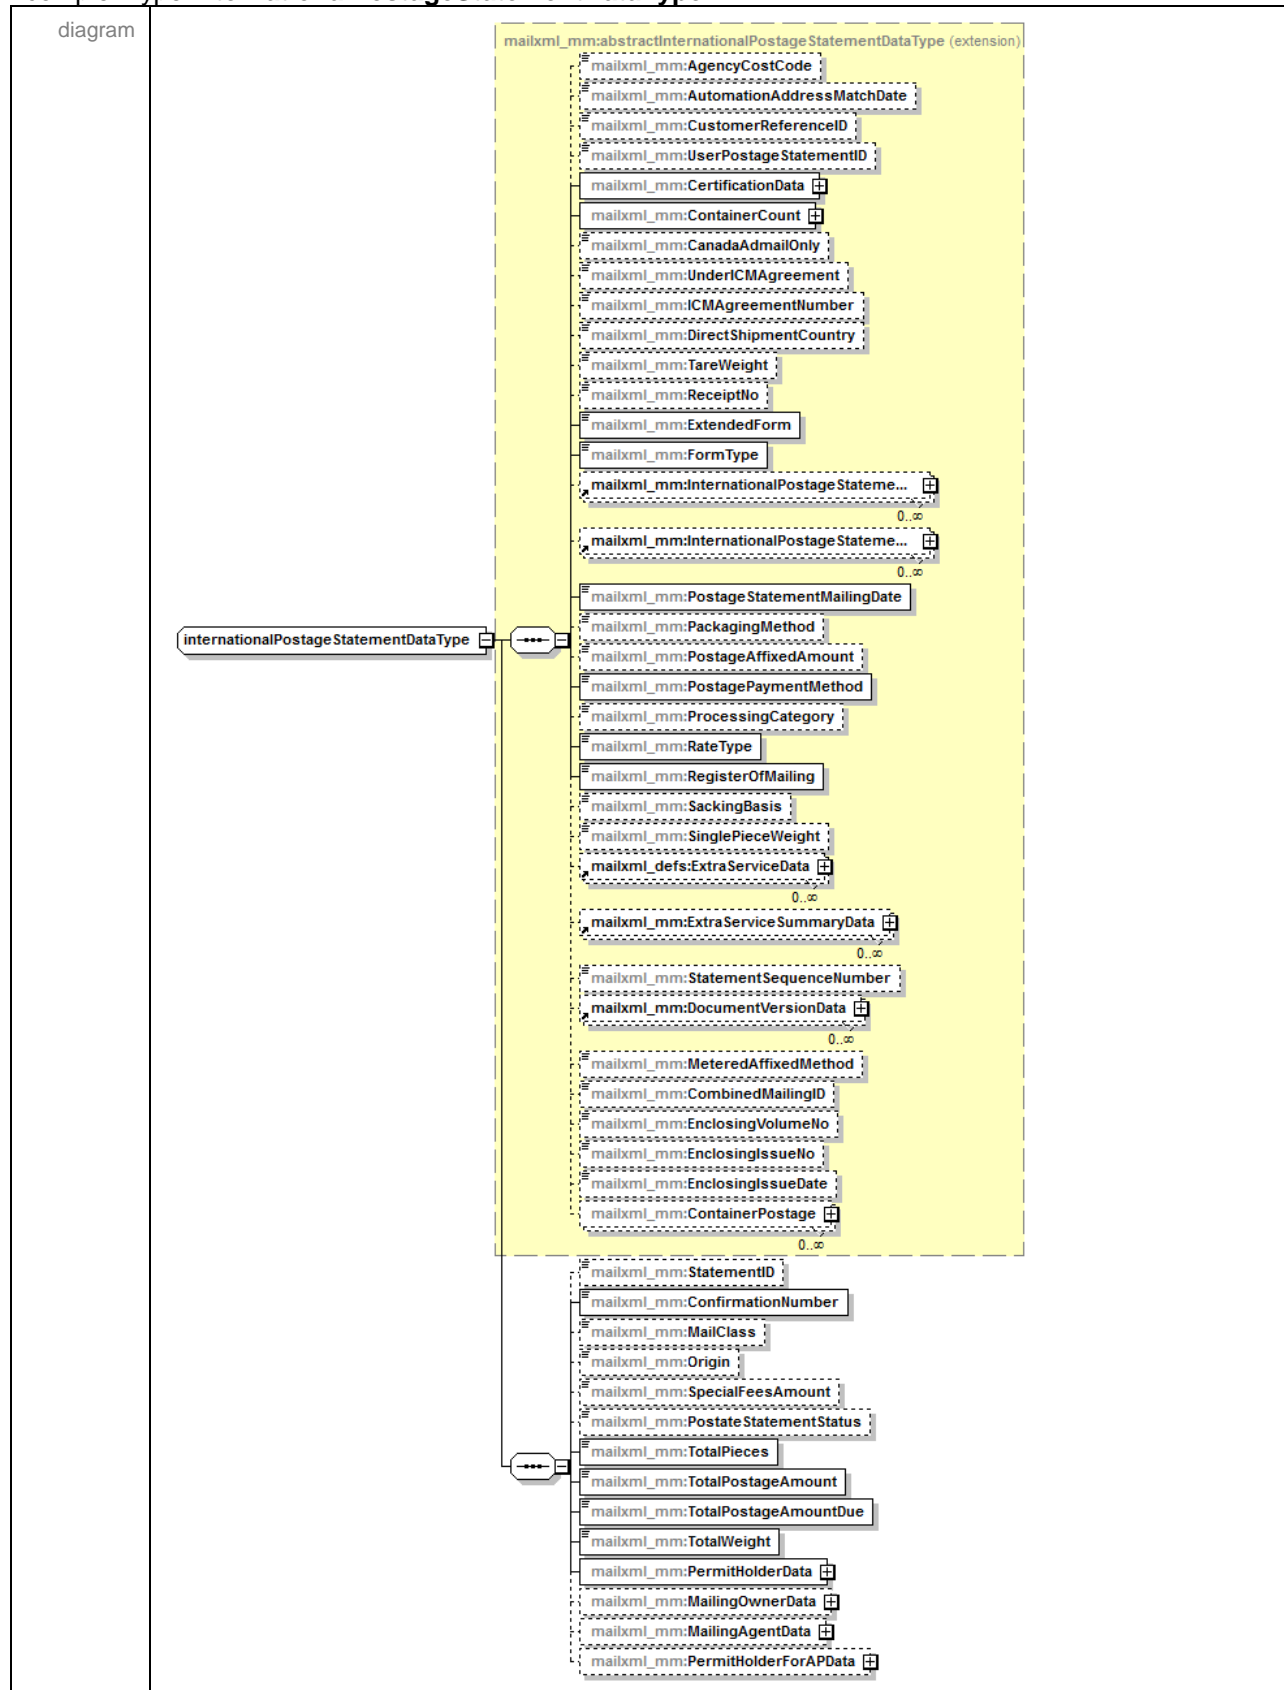 diagram
mailxml_mm:abstractInternationalPostageStatementDataType (extension)
mailxml_mm:AgencyCostCode
mailxml_mm:AutomationAddressMatchDate
mailxml_mm:CustomerReferenceID
mailxml_mm:UserPostageStatementID
mailxml_mm:CertificationData
mailxml_mm:ContainerCount
mailxml_mm:CanadaAdmailOnly
mailxml_mm:UnderICMAgreement
mailxml_mm:ICMAgreementNumber
mailxml_mm:DirectShipmentCountry
mailxml_mm:TareWeight
mailxml_mm:ReceiptNo
mailxml_mm:ExtendedForm
mailxml_mm:FormType
mailxml_mm:InternationalPostageStateme...
0..∞
mailxml_mm:InternationalPostageStateme...
0..∞
mailxml_mm:PostageStatementMailingDate
mailxml_mm:PackagingMethod
internationalPostageStatementDataType
mailxml_mm:PostageAffixedAmount
mailxml_mm:PostagePaymentMethod
mailxml_mm:ProcessingCategory
mailxml_mm:RateType
mailxml_mm:RegisterOfMailing
mailxml_mm:SackingBasis
mailxml_mm:SinglePieceWeight
mailxml_defs:ExtraServiceData
0..∞
mailxml_mm:ExtraServiceSummaryData
0..∞
mailxml_mm:StatementSequenceNumber
mailxml_mm:DocumentVersionData
0..∞
mailxml_mm:MeteredAffixedMethod
mailxml_mm:CombinedMailingID
mailxml_mm:EnclosingVolumeNo
mailxml_mm:EnclosingIssueNo
mailxml_mm:EnclosingIssueDate
mailxml_mm:ContainerPostage
0..∞
mailxml_mm:StatementID
mailxml_mm:ConfirmationNumber
mailxml_mm:MailClass
mailxml_mm:Origin
mailxml_mm:SpecialFeesAmount
mailxml_mm:PostateStatementStatus
mailxml_mm:TotalPieces
mailxml_mm:TotalPostageAmount
mailxml_mm:TotalPostageAmountDue
mailxml_mm:TotalWeight
mailxml_mm:PermitHolderData
mailxml_mm:MailingOwnerData
mailxml_mm:MailingAgentData
mailxml_mm:PermitHolderForAPData